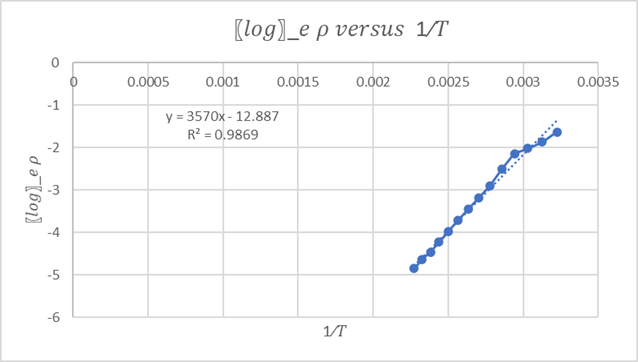 〖log〗_e ρ versus 1/T
0
0 0.0005 0.001 0.0015 0.002 0.0025 0.003 0.0035
-1
y = 3570x - 12.887
R² = 0.9869
-2
-3
-4
-5
-6
〖log〗_e ρ
1/T